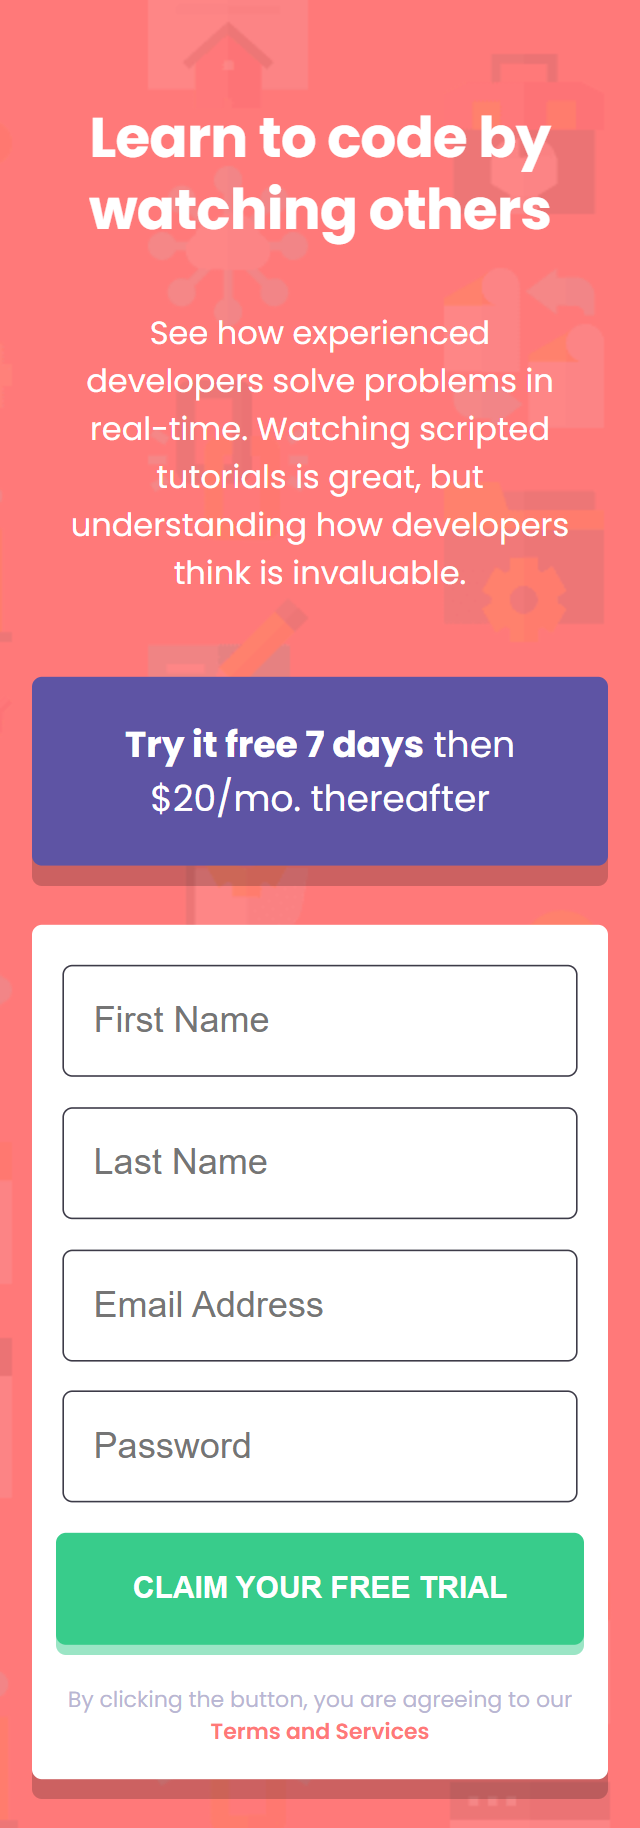 Learn to code by
watching others
See how experienced
developers solve problems in
real-time. Watching scripted
tutorials is great, but
understanding how developers
think is invaluable.
Try it free 7 days then
$20/mo. thereafter
First Name
Last Name
Email Address
Password
CLAIM YOUR FREE TRIAL
By clicking the button, you are agreeing to our
Terms and Services